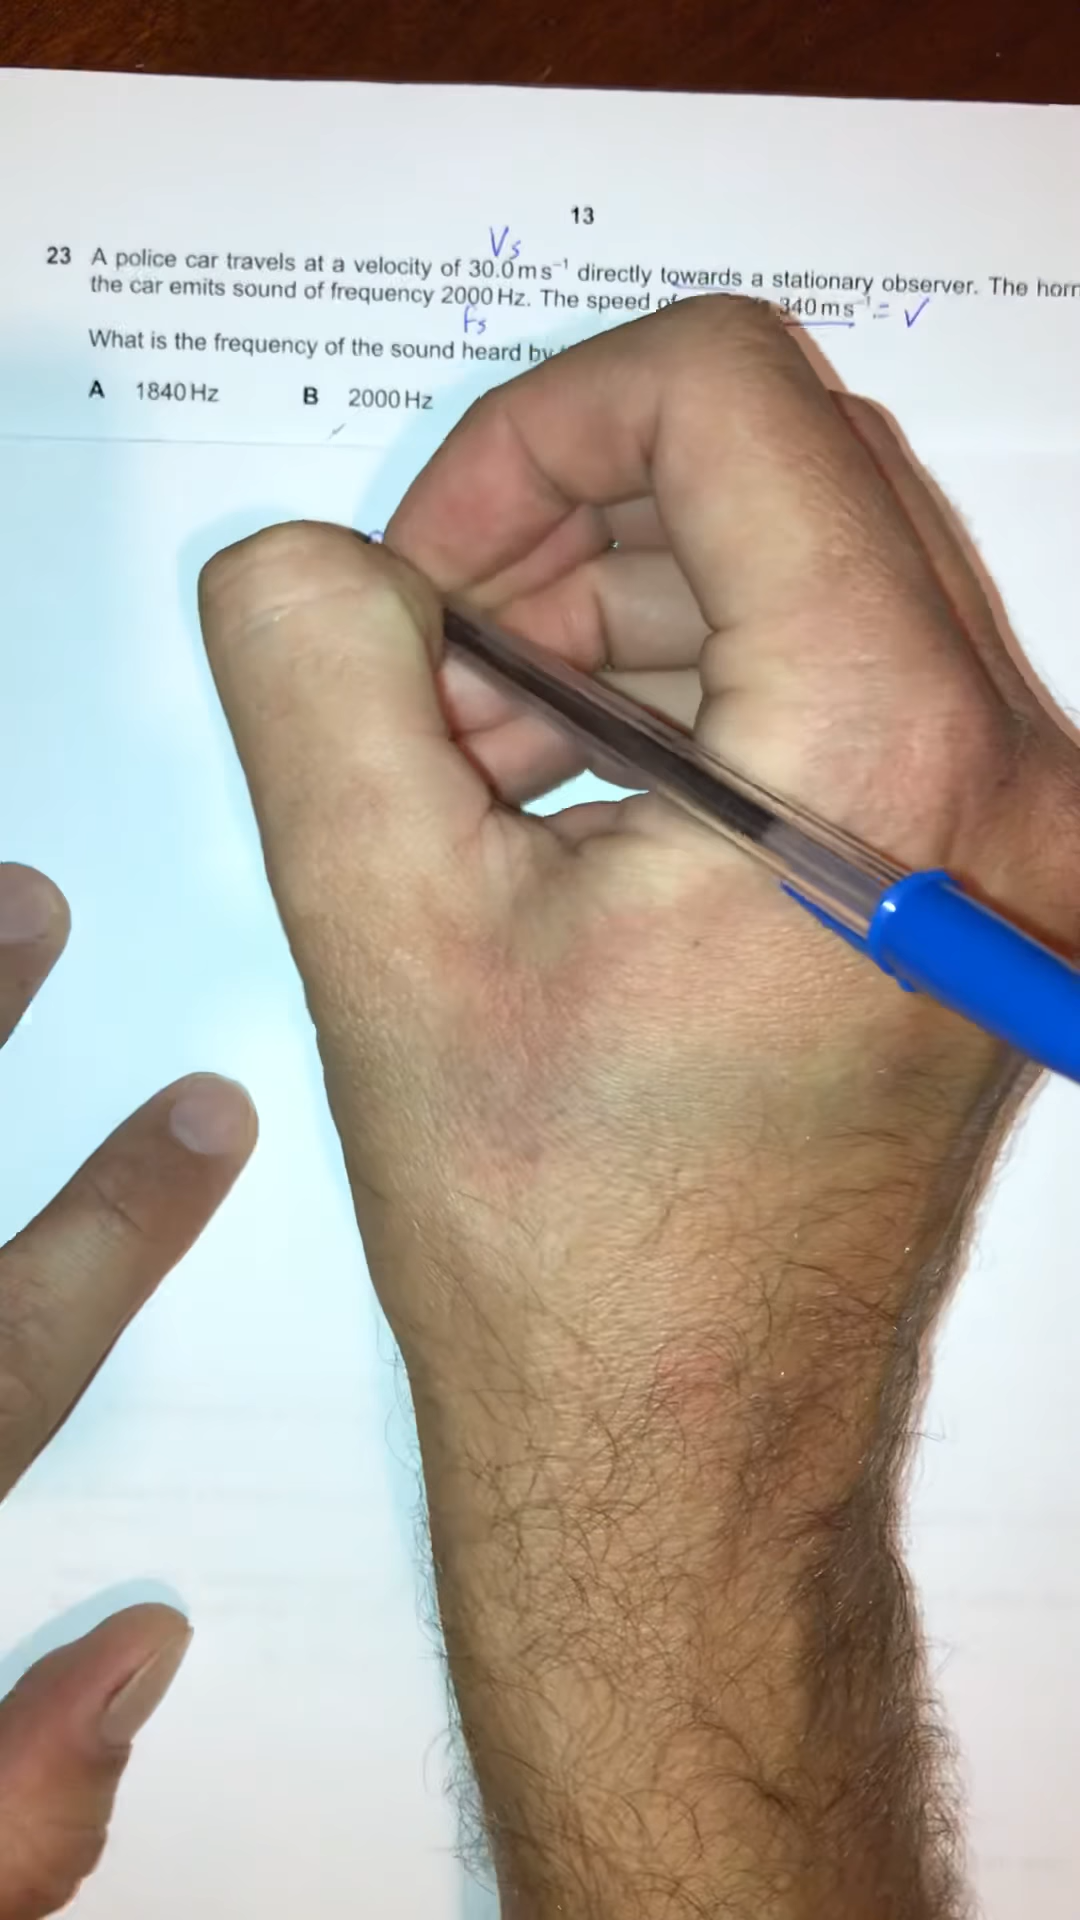 13
Vs
23 A police car travels at a velocity of 30.0 m s⁻¹ directly towards a stationary observer. The horn
the car emits sound of frequency 2000 Hz. The speed of 340 m s⁻¹ = v
fs
What is the frequency of the sound heard by
A 1840 Hz B 2000 Hz